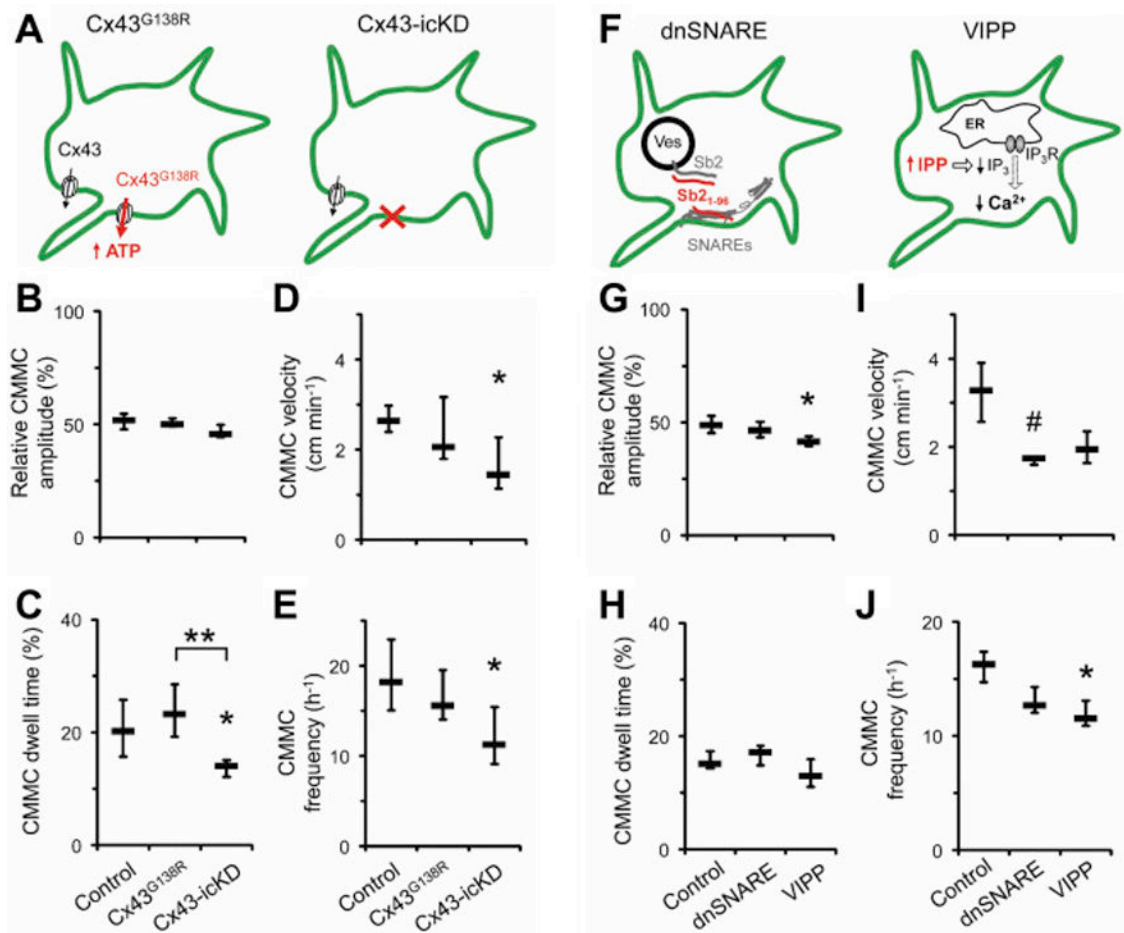 A
Cx43G138R
Cx43-icKD
Cx43
Cx43G138R
↑ ATP
F
dnSNARE
VIPP
Ves
Sb2
Sb21-96
SNAREs
ER
IP3R
↑ IPP ⇨ ↓ IP3
↓ Ca2+
B
Relative CMMC
amplitude (%)
100
50
0
D
CMMC velocity
(cm min-1)
4
2
0
*
G
Relative CMMC
amplitude (%)
100
50
0
*
I
CMMC velocity
(cm min-1)
4
2
0
#
C
CMMC dwell time (%)
40
20
0
**
*
Control
Cx43G138R
Cx43-icKD
E
CMMC
frequency (h-1)
20
10
0
*
Control
Cx43G138R
Cx43-icKD
H
CMMC dwell time (%)
40
20
0
Control
dnSNARE
VIPP
J
CMMC
frequency (h-1)
20
10
0
*
Control
dnSNARE
VIPP